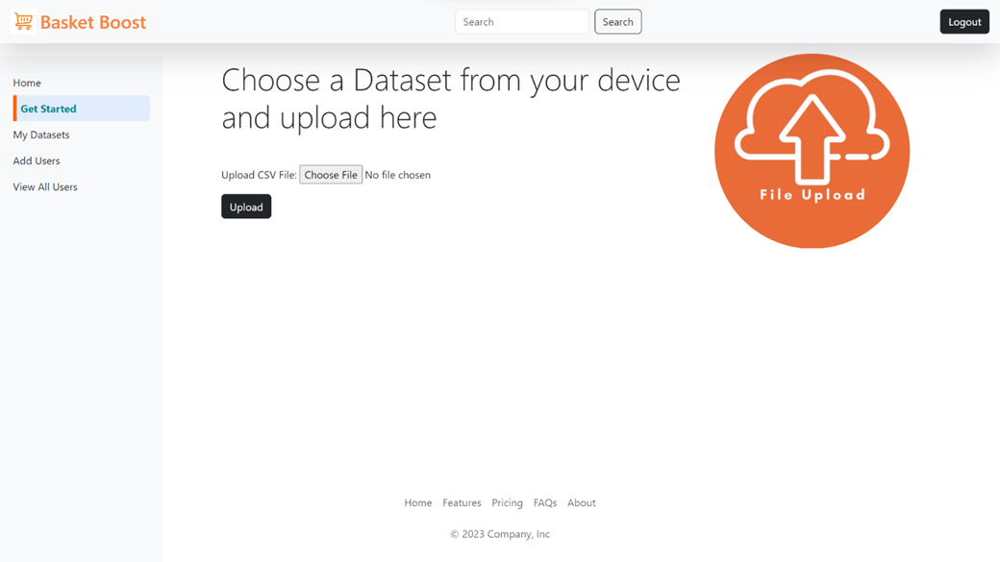 Basket Boost
Search
Search
Logout
Home
Get Started
My Datasets
Add Users
View All Users
Choose a Dataset from your device
and upload here
Upload CSV File: Choose File No file chosen
Upload
File Upload
Home Features Pricing FAQs About
© 2023 Company, Inc